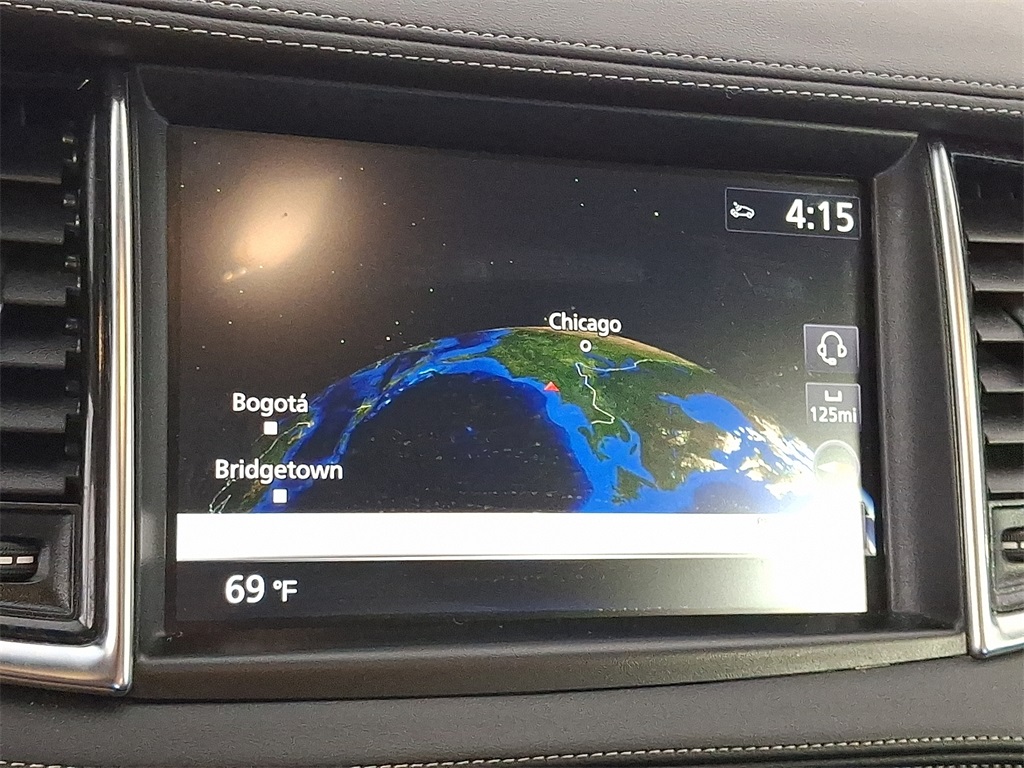 4:15
Chicago
125mi
Bogotá
Bridgetown
69 °F